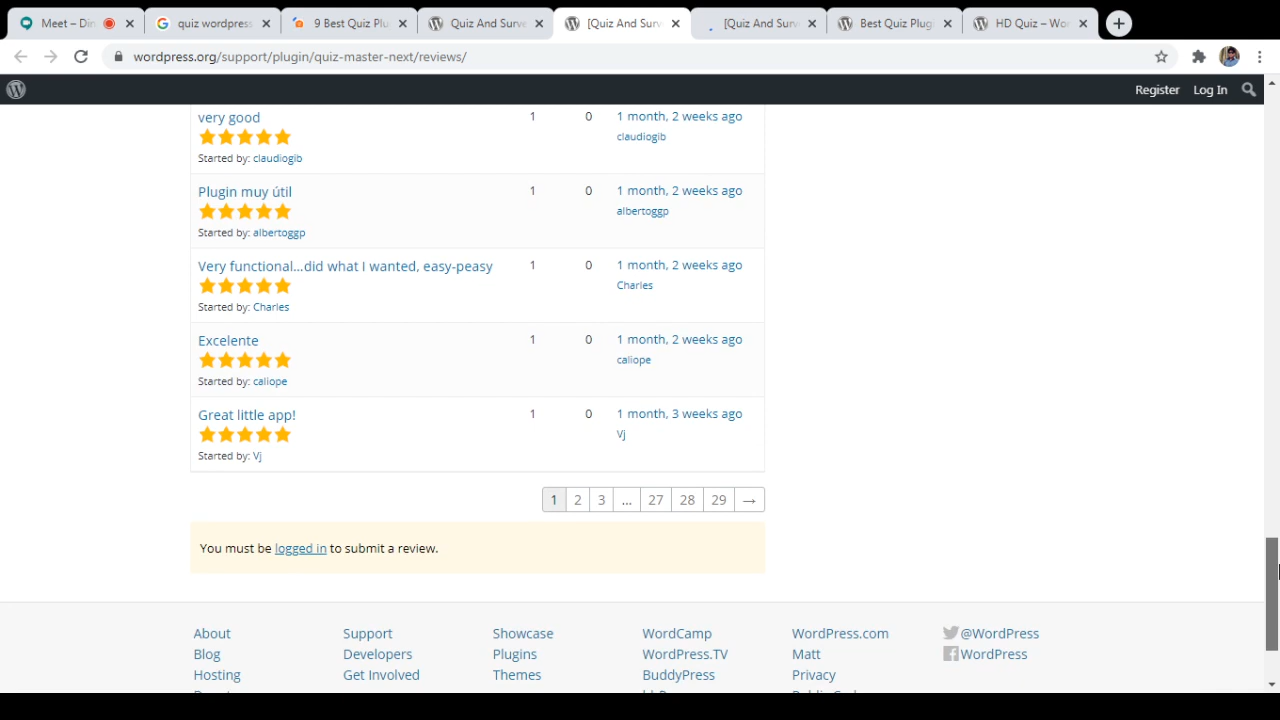 Meet – Din
quiz wordpress
9 Best Quiz Plu
Quiz And Surve
[Quiz And Surv
[Quiz And Surv
Best Quiz Plugi
HD Quiz – Wor
wordpress.org/support/plugin/quiz-master-next/reviews/
Register Log In
very good 1 0 1 month, 2 weeks ago
claudiogib
Started by: claudiogib
Plugin muy útil 1 0 1 month, 2 weeks ago
albertoggp
Started by: albertoggp
Very functional...did what I wanted, easy-peasy 1 0 1 month, 2 weeks ago
Charles
Started by: Charles
Excelente 1 0 1 month, 2 weeks ago
caliope
Started by: caliope
Great little app! 1 0 1 month, 3 weeks ago
Vj
Started by: Vj
1 2 3 ... 27 28 29 →
You must be logged in to submit a review.
About Support Showcase WordCamp WordPress.com @WordPress
Blog Developers Plugins WordPress.TV Matt WordPress
Hosting Get Involved Themes BuddyPress Privacy